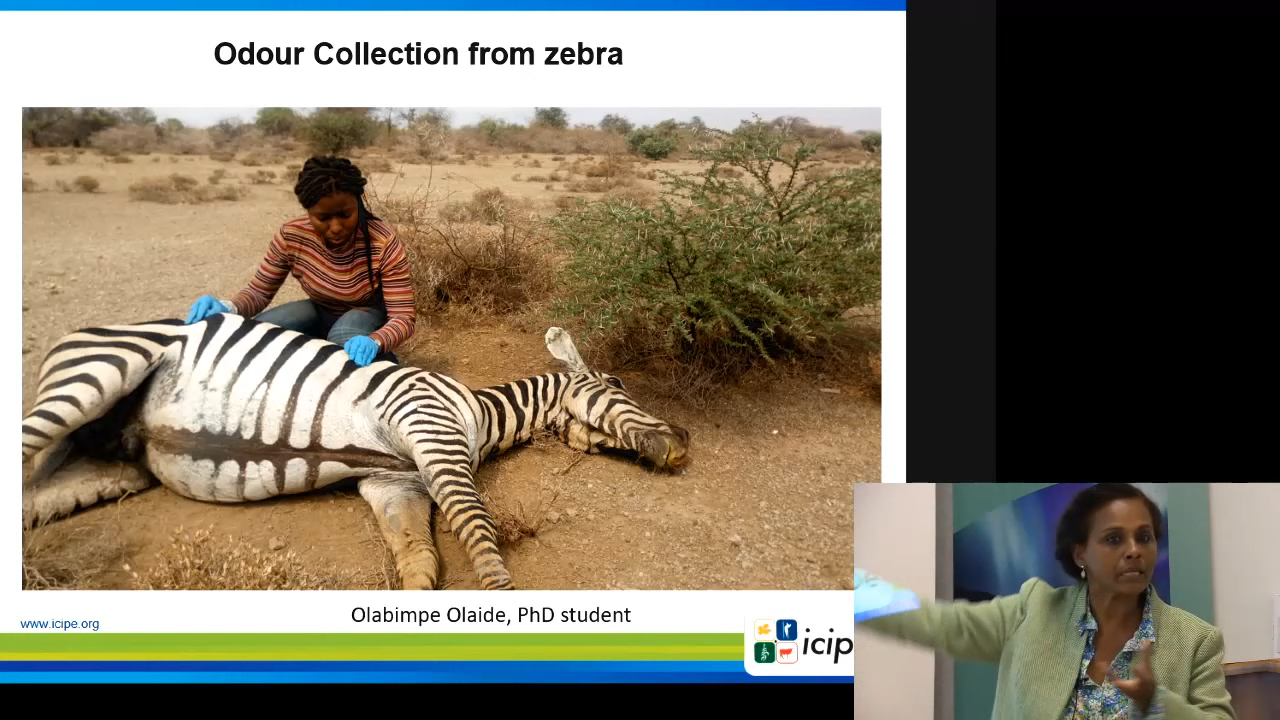 Odour Collection from zebra
Olabimpe Olaide, PhD student
www.icipe.org
icip